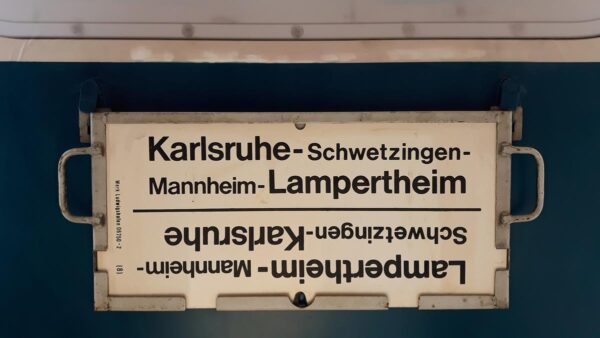 Karlsruhe- Schwetzingen-
Mannheim- Lampertheim
Lampertheim- Mannheim-
Schwetzingen- Karlsruhe